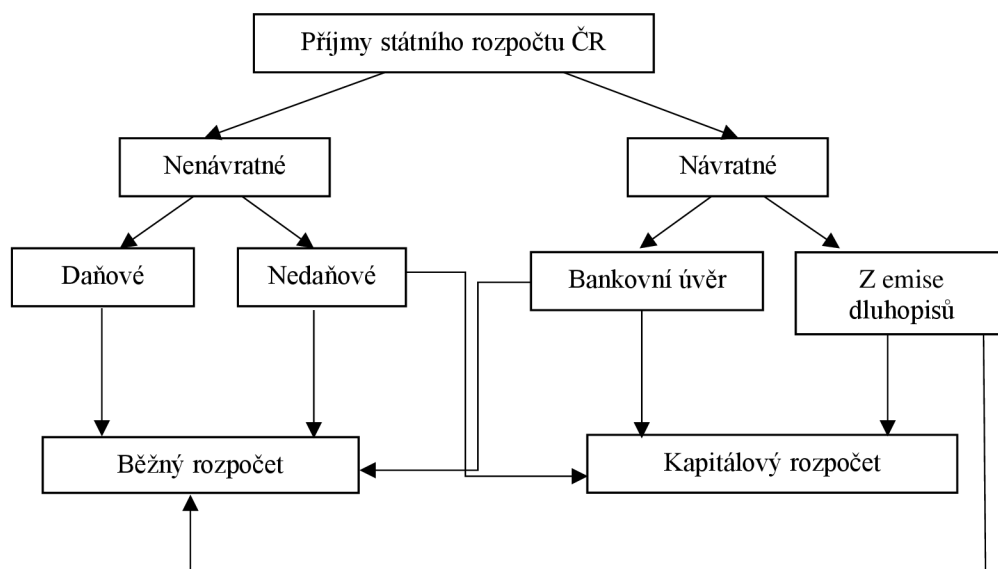 Příjmy státního rozpočtu ČR
Nenávratné
Návratné
Daňové
Nedaňové
Bankovní úvěr
Z emise
dluhopisů
Běžný rozpočet
Kapitálový rozpočet